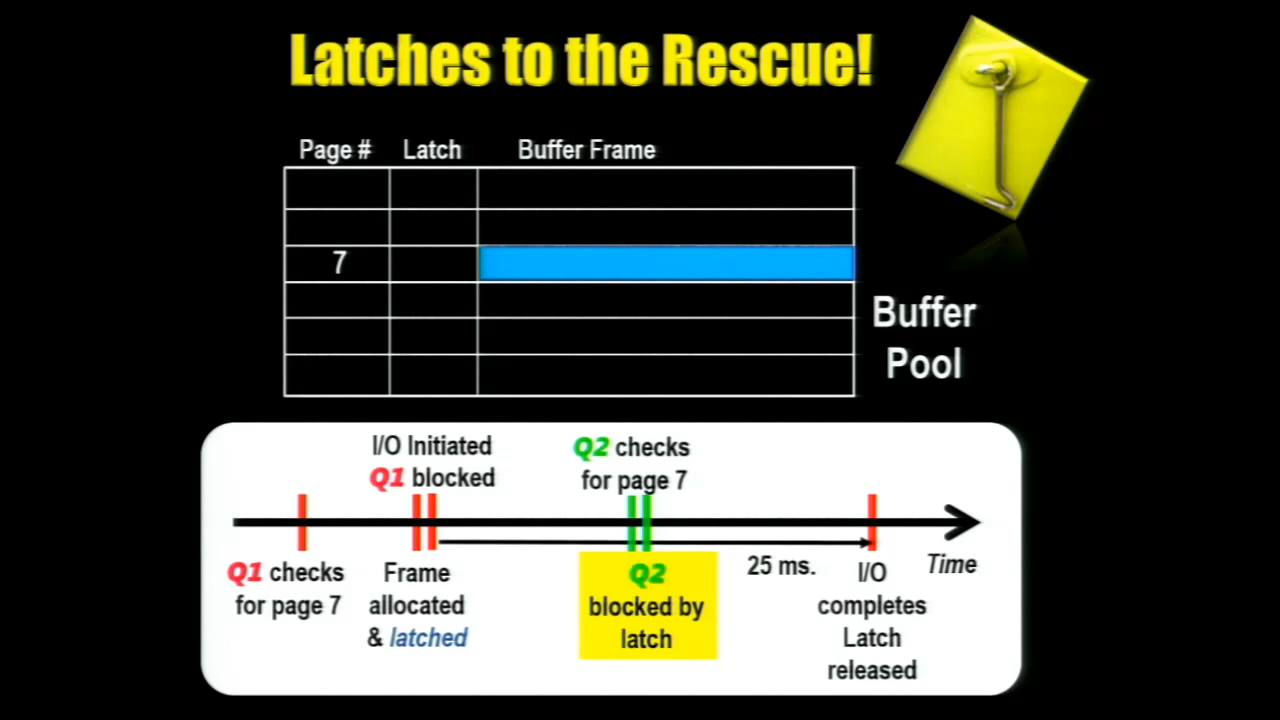 Latches to the Rescue!
Page # Latch Buffer Frame
7
Buffer
Pool
I/O Initiated
Q1 blocked
Q2 checks
for page 7
Q1 checks
for page 7
Frame
allocated
& latched
Q2
blocked by
latch
25 ms.
I/O
completes
Latch
released
Time